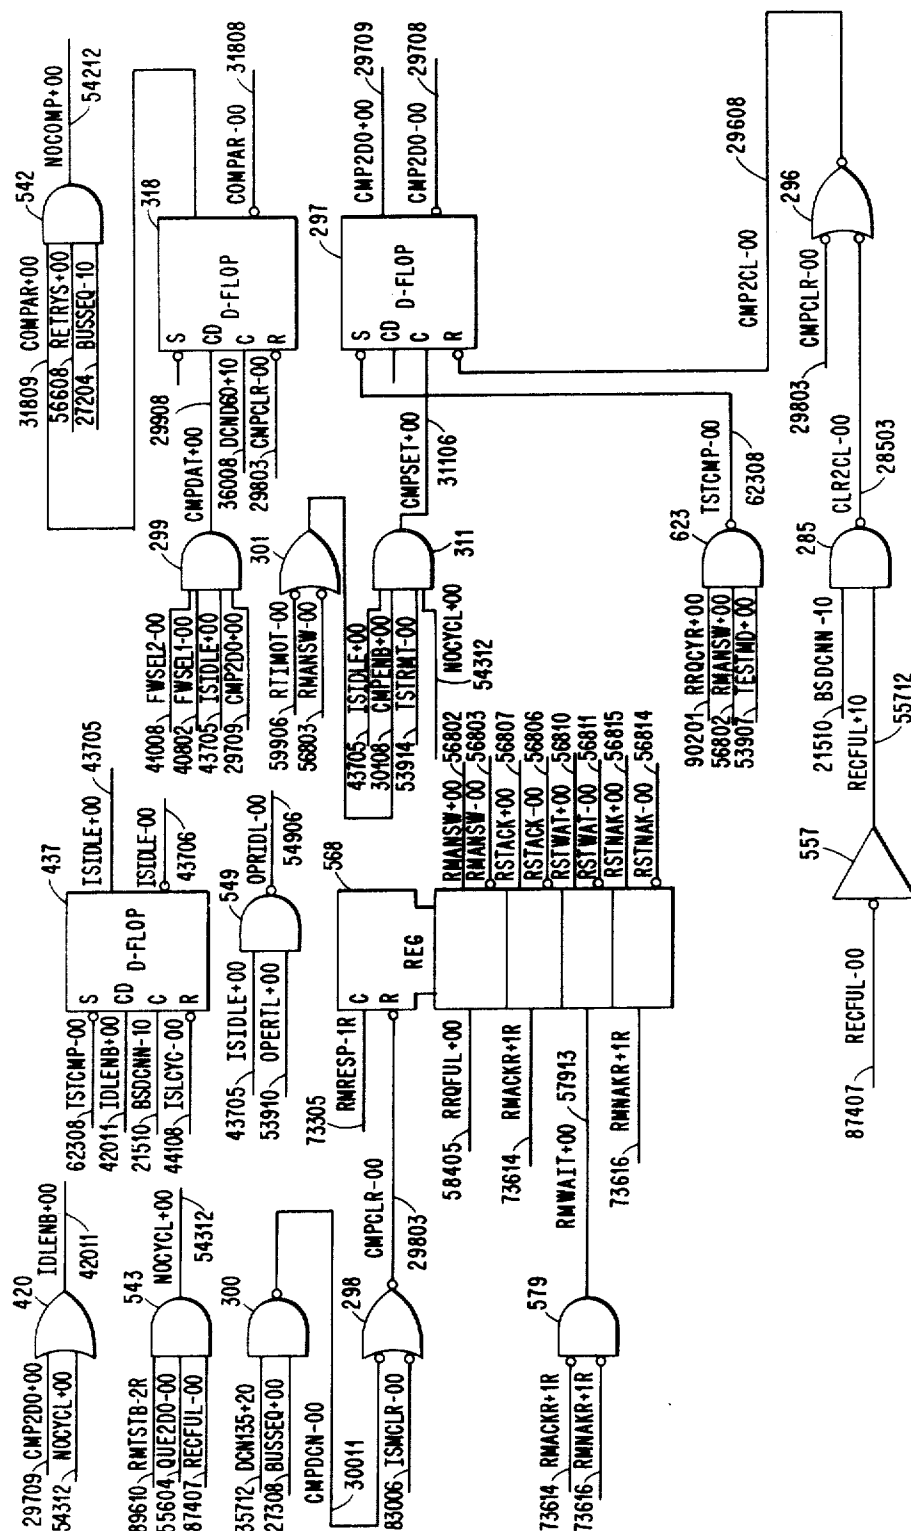 29709 CMP2DO+00
54312 NOCYCL+00
420
IDLENB+00
42011
89610 RMTSTB-2R
55604 QUE2DO-00
87407 RECFUL-00
543
NOCYCL+00
54312
35712 DCN135+20
27308 BUSSEQ+00
300
CMPDCN-00
30011
83006 ISMCLR-00
298
CMPCLR-00
29803
73614 RMACKR+1R
73616 RMNAKR+1R
579
62308 TSTCMP-00
42011 IDLENB+00
21510 BSDCNN-10
44108 ISLCYC-00
S
CD
C
R
D-FLOP
437
ISIDLE+00
43705
ISIDLE-00
43706
43705 ISIDLE+00
53910 OPERTL+00
549
OPRIDL-00
54906
73305 RMRESP-1R
C
R
REG
568
58405 RRQFUL+00
73614 RMACKR+1R
RMWAIT+00 57913
73616 RMNAKR+1R
RMANSW+00 56802
RMANSW-00 56803
RSTACK+00 56807
RSTACK-00 56806
RSTWAT+00 56810
RSTWAT-00 56811
RSTNAK+00 56815
RSTNAK-00 56814
87407 RECFUL-00
557
31809 COMPAR+00
56608 RETRYS+00
27204 BUSSEQ-10
542
NOCOMP+00
54212
41008 FWSEL2-00
40802 FWSEL1-00
43705 ISIDLE+00
29709 CMP2DO+00
299
CMPDAT+00
29908
36008 DCND60+10
29803 CMPCLR-00
S
CD
C
R
D-FLOP
318
COMPAR-00
31808
59906 RTIMOT-00
56803 RMANSW-00
301
43705 ISIDLE+00
30108 CMPENB+00
53914 TSTRMT-00
NOCYCL+00
54312
311
CMPSET+00
31106
S
CD
C
R
D-FLOP
297
CMP2DO+00
29709
CMP2DO-00
29708
90201 RRQCYR+00
56802 RMANSW+00
53907 TESTMD+00
623
TSTCMP-00
62308
21510 BSDCNN-10
RECFUL+10
55712
285
CLR2CL-00
28503
29803 CMPCLR-00
296
CMP2CL-00
29608